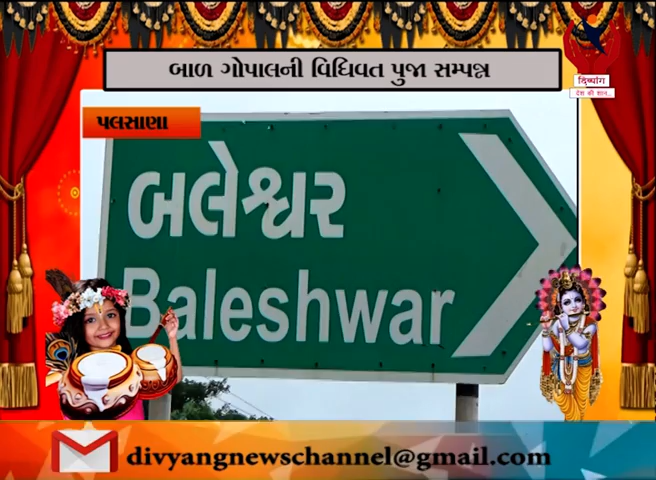 બાળ ગોપાલની વિધિવત પુજા સમ્પન્ન
दिव्यांग
देश की शान..
પલસાણા
બલેશ્વર
Baleshwar
divyangnewschannel@gmail.com